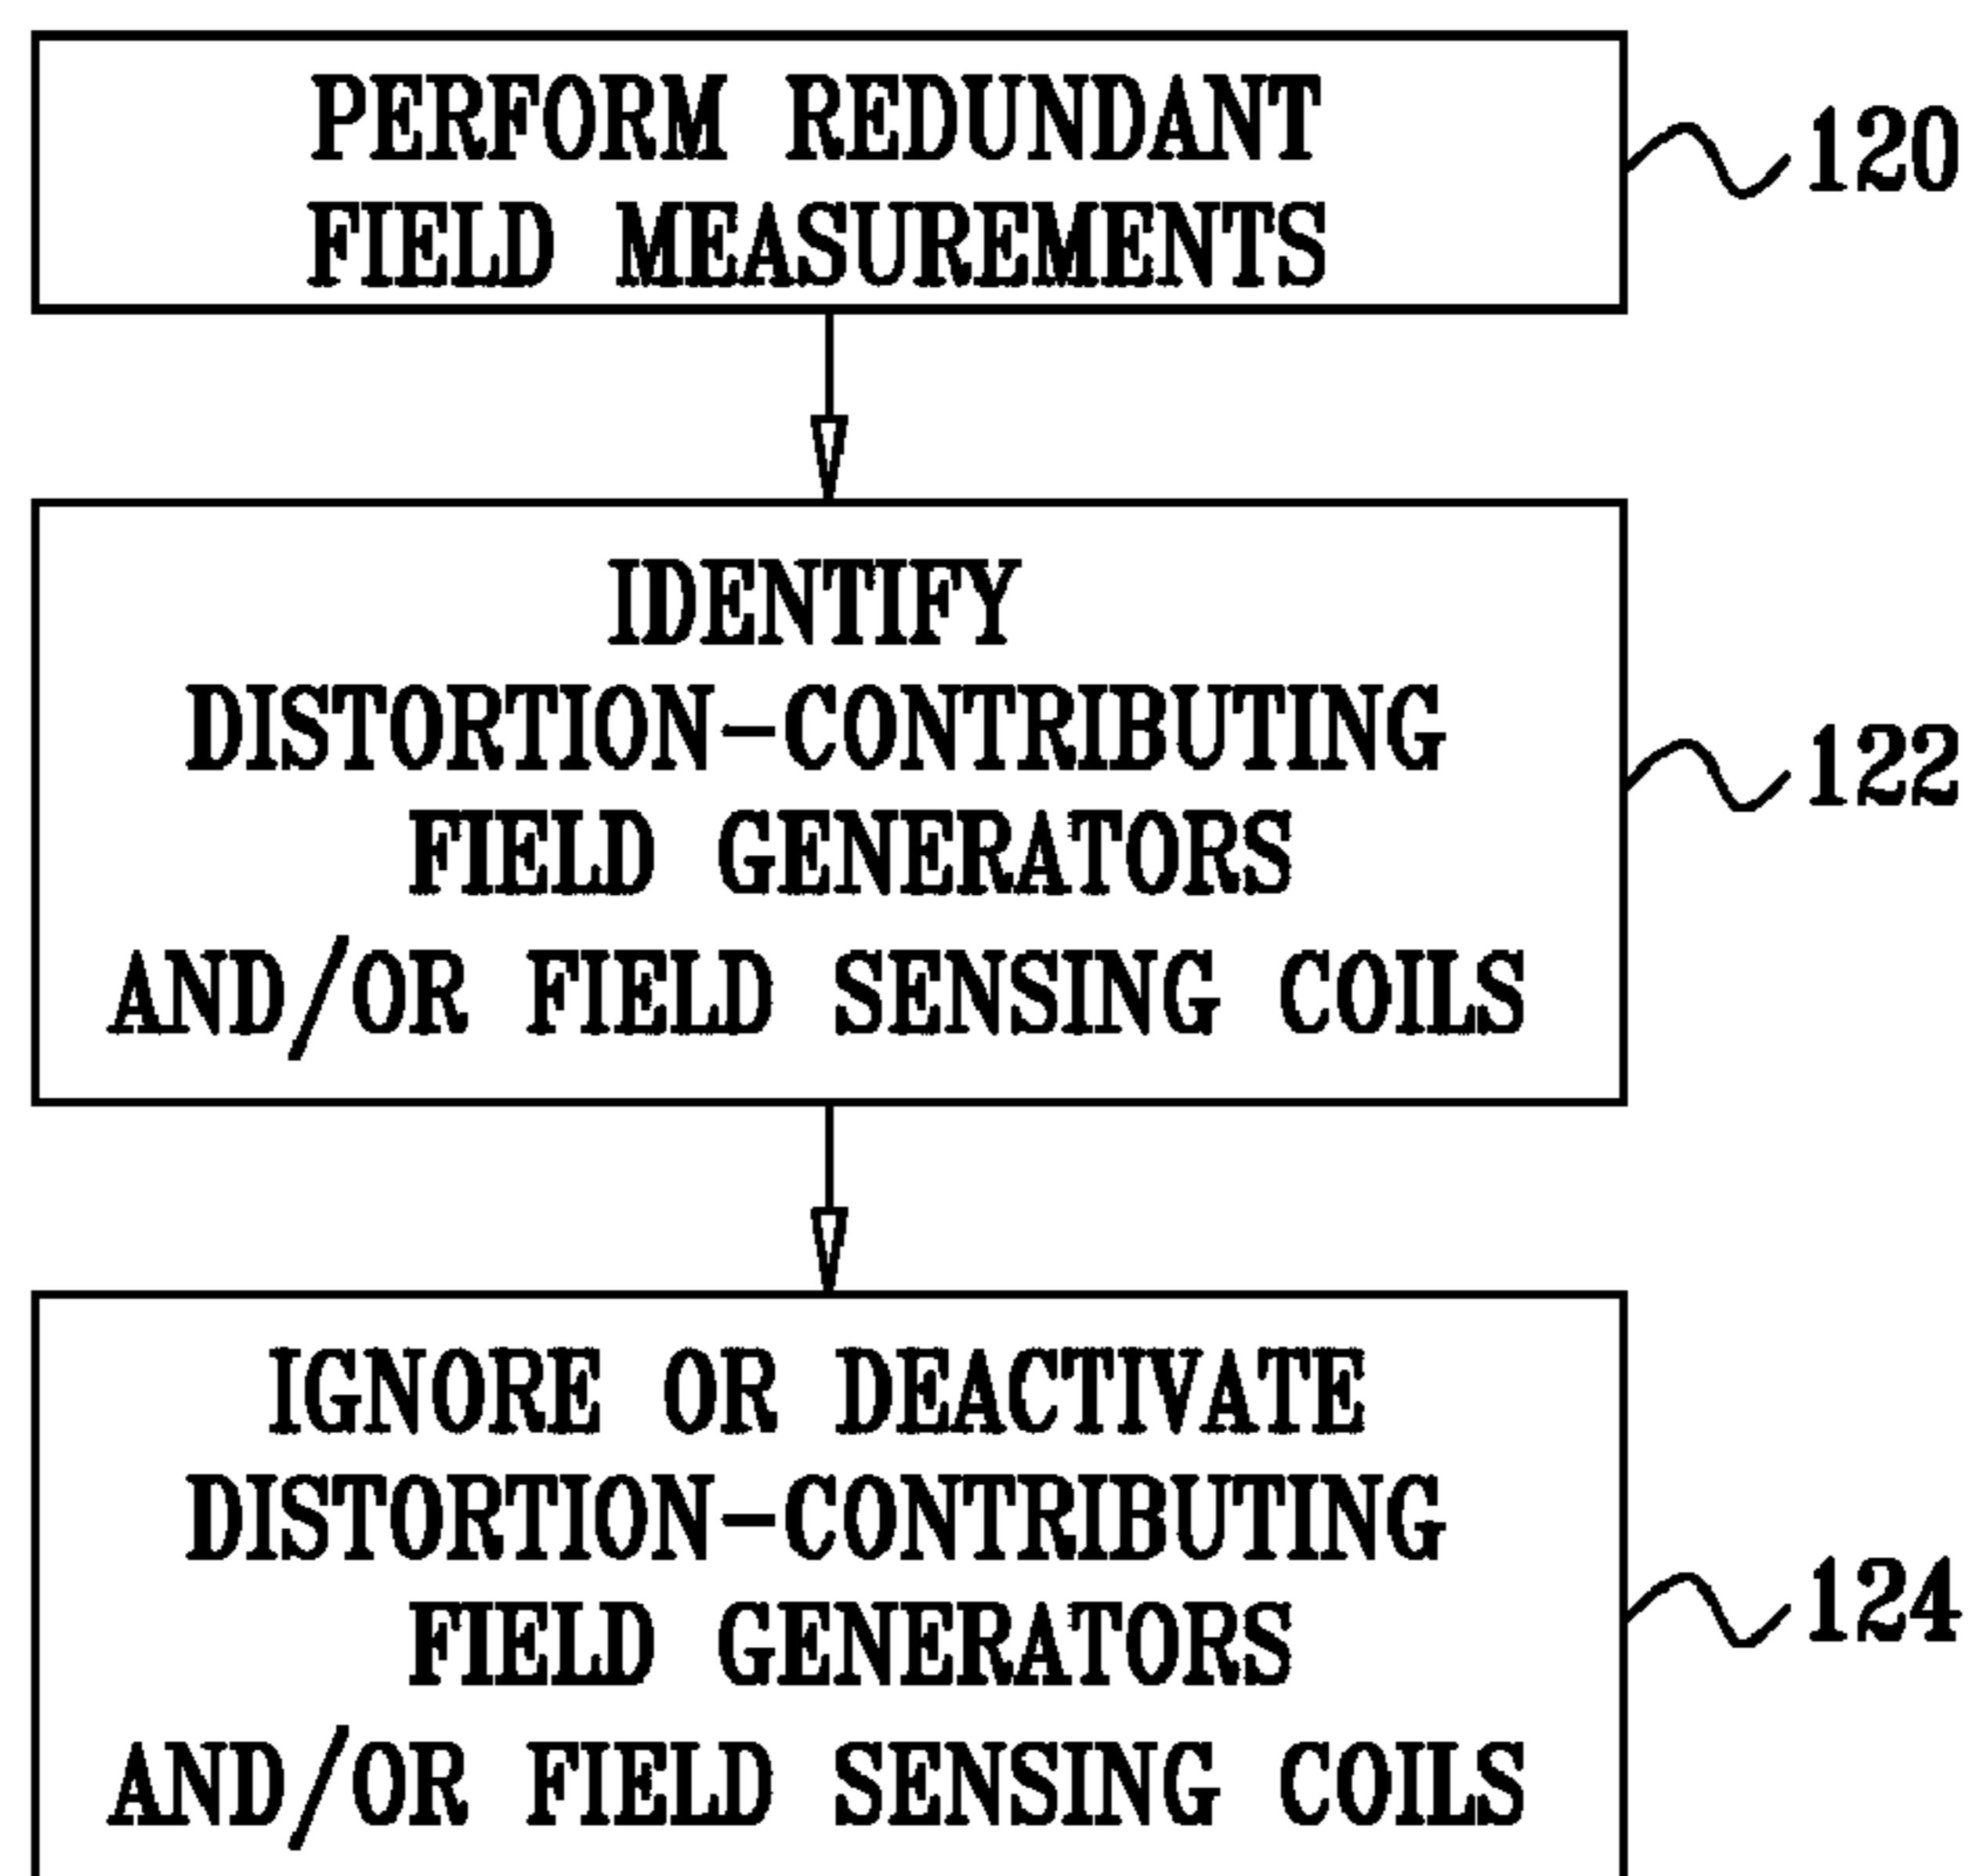 PERFORM REDUNDANT
FIELD MEASUREMENTS
120
IDENTIFY
DISTORTION-CONTRIBUTING
FIELD GENERATORS
AND/OR FIELD SENSING COILS
122
IGNORE OR DEACTIVATE
DISTORTION-CONTRIBUTING
FIELD GENERATORS
AND/OR FIELD SENSING COILS
124